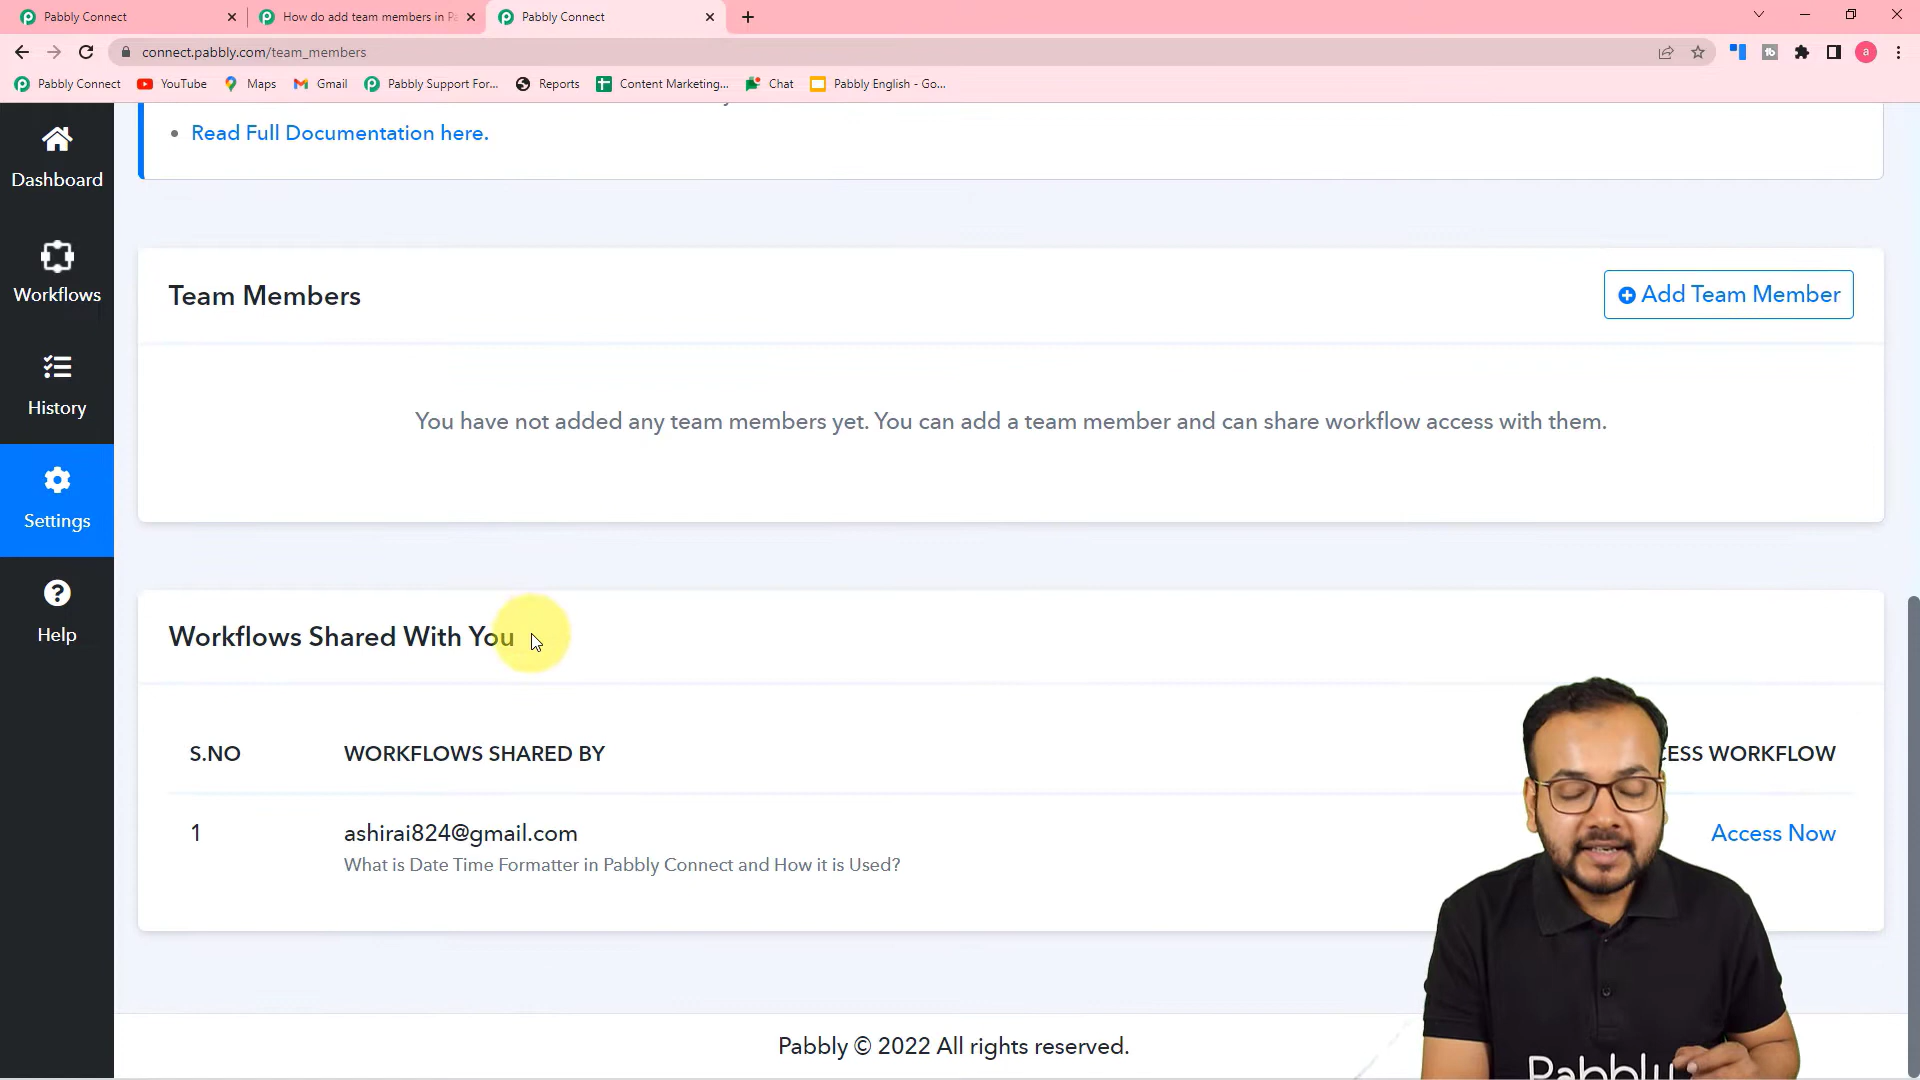 Pabbly Connect
How do add team members in Pa
Pabbly Connect
connect.pabbly.com/team_members
a
Pabbly Connect
YouTube
Maps
Gmail
Pabbly Support For...
Reports
Content Marketing...
Chat
Pabbly English - Go...
Read Full Documentation here.
Dashboard
Workflows
History
Settings
Help
Team Members
Add Team Member
You have not added any team members yet. You can add a team member and can share workflow access with them.
Workflows Shared With You
S.NO
WORKFLOWS SHARED BY
CESS WORKFLOW
1
ashirai824@gmail.com
Access Now
What is Date Time Formatter in Pabbly Connect and How it is Used?
Pabbly © 2022 All rights reserved.
Pabbly